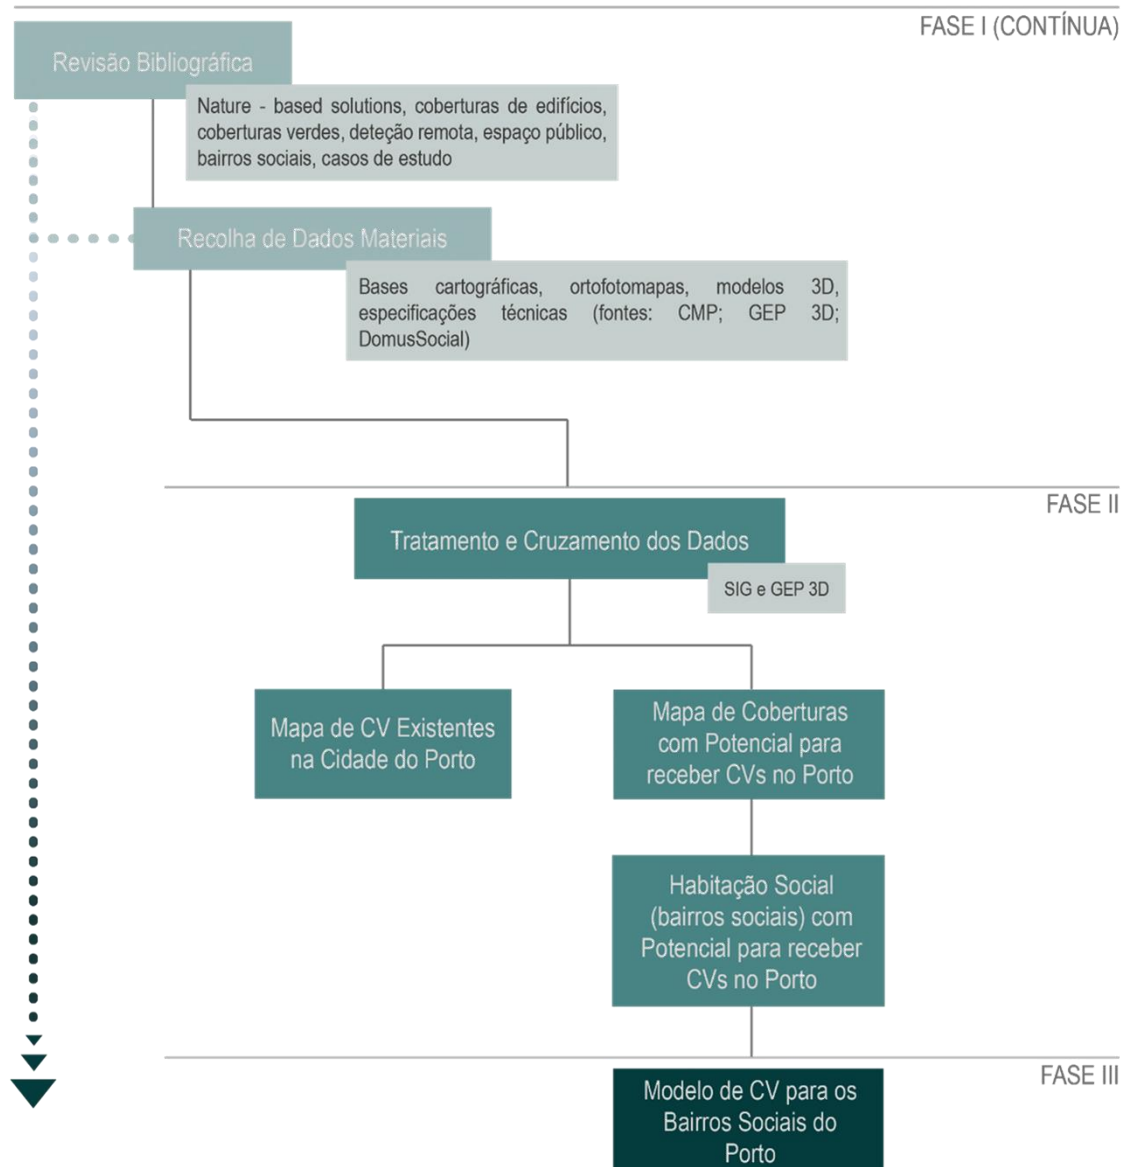 FASE I (CONTÍNUA)
Revisão Bibliográfica
Nature - based solutions, coberturas de edifícios,
coberturas verdes, deteção remota, espaço público,
bairros sociais, casos de estudo
Recolha de Dados Materiais
Bases cartográficas, ortofotomapas, modelos 3D,
especificações técnicas (fontes: CMP; GEP 3D;
DomusSocial)
FASE II
Tratamento e Cruzamento dos Dados
SIG e GEP 3D
Mapa de CV Existentes
na Cidade do Porto
Mapa de Coberturas
com Potencial para
receber CVs no Porto
Habitação Social
(bairros sociais) com
Potencial para receber
CVs no Porto
FASE III
Modelo de CV para os
Bairros Sociais do
Porto